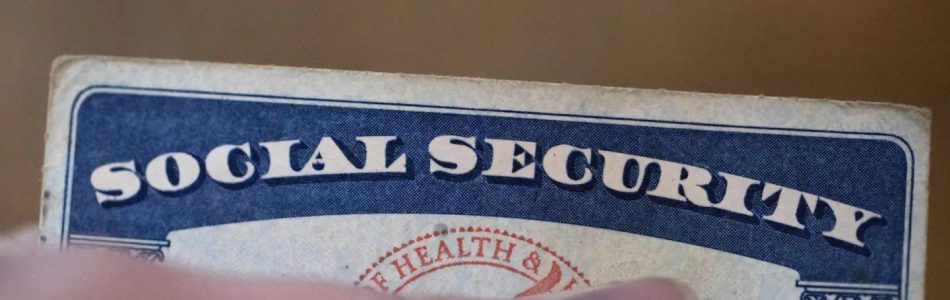 SOCIAL SECURITY
F HEALTH &